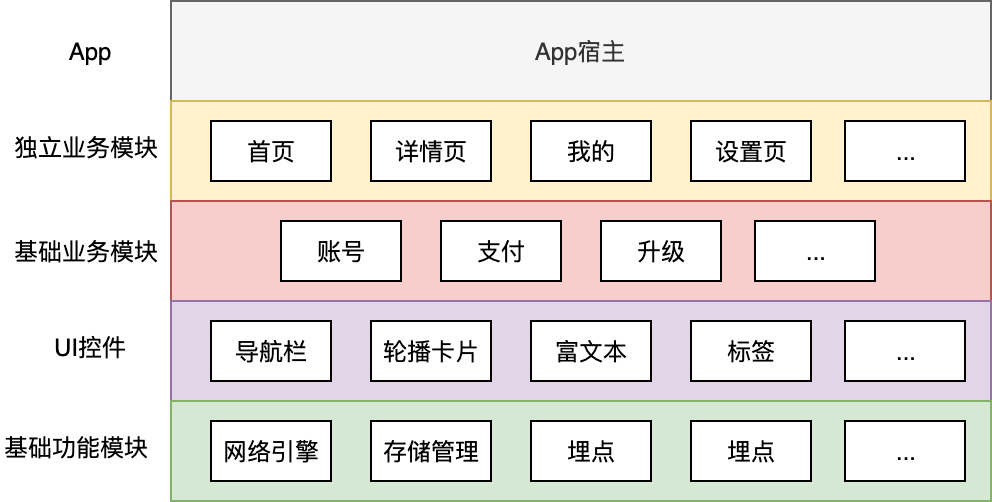 App
App宿主
独立业务模块
首页
详情页
我的
设置页
...
基础业务模块
账号
支付
升级
...
UI控件
导航栏
轮播卡片
富文本
标签
...
基础功能模块
网络引擎
存储管理
埋点
埋点
...